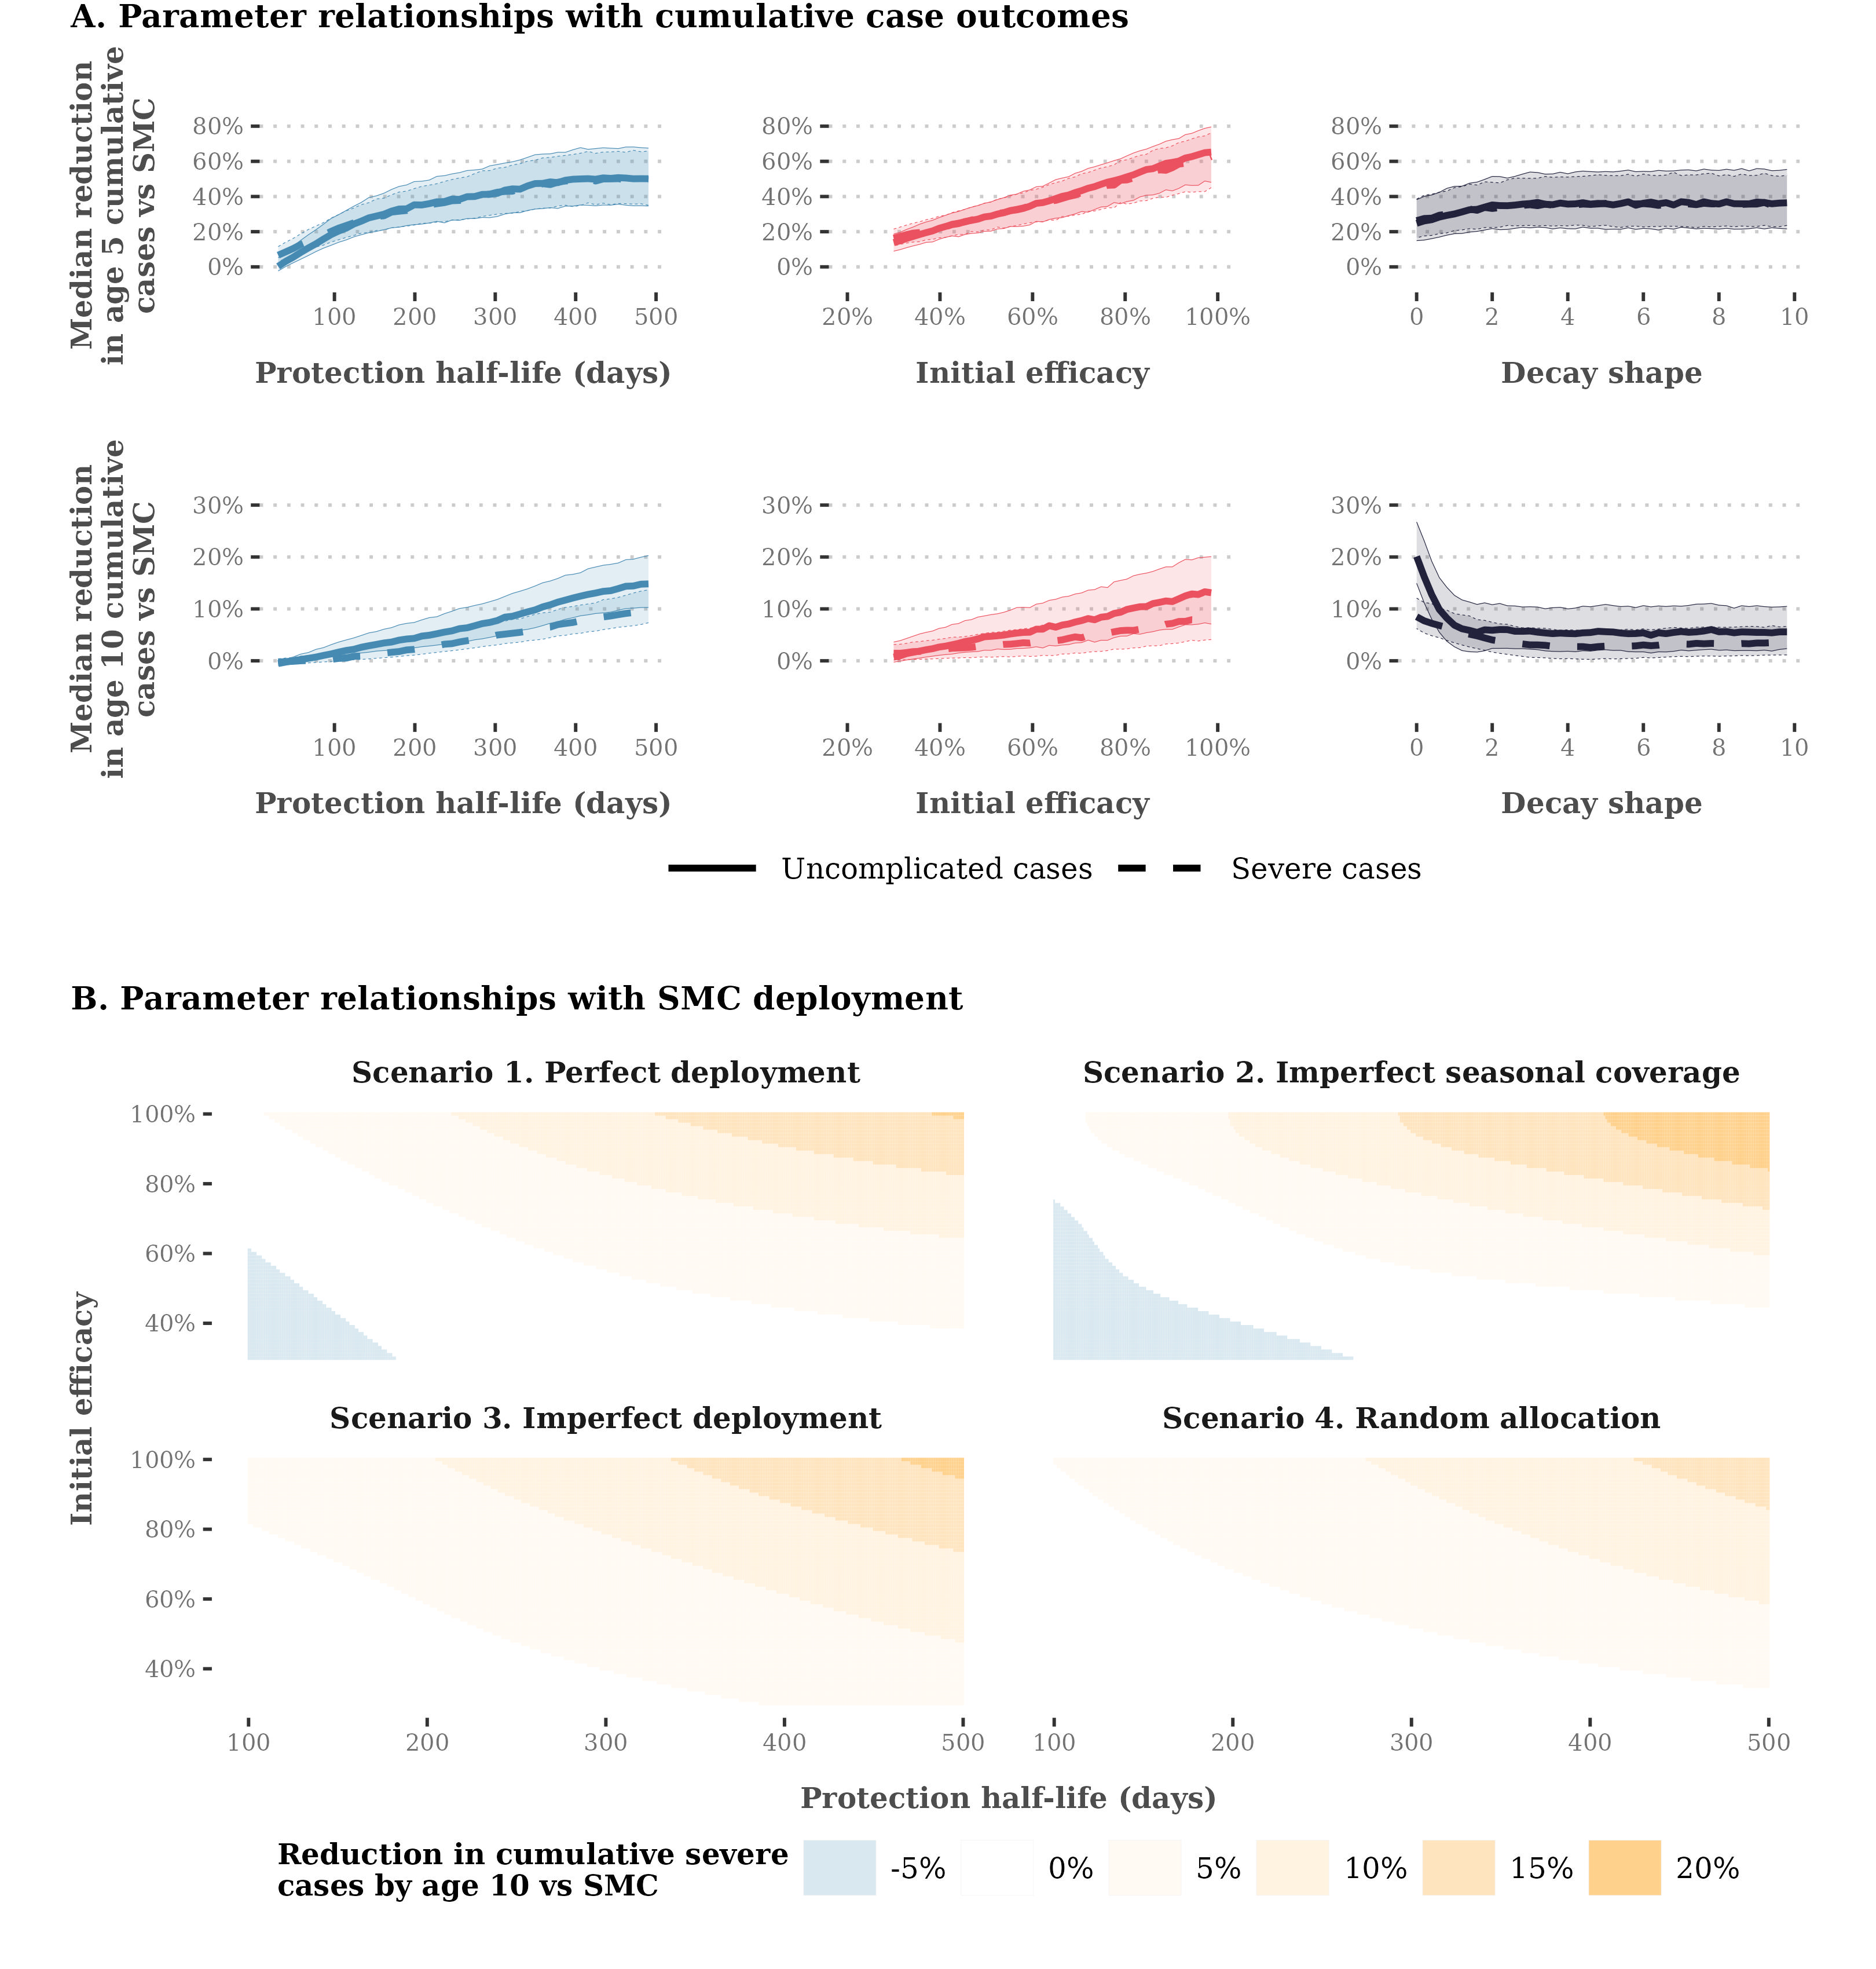 A. Parameter relationships with cumulative case outcomes
Median reduction
in age 5 cumulative
cases vs SMC
80%
60%
40%
20%
0%
100 200 300 400 500
Protection half-life (days)
80%
60%
40%
20%
0%
20% 40% 60% 80% 100%
Initial efficacy
80%
60%
40%
20%
0%
0 2 4 6 8 10
Decay shape
Median reduction
in age 10 cumulative
cases vs SMC
30%
20%
10%
0%
100 200 300 400 500
Protection half-life (days)
30%
20%
10%
0%
20% 40% 60% 80% 100%
Initial efficacy
30%
20%
10%
0%
0 2 4 6 8 10
Decay shape
Uncomplicated cases Severe cases
B. Parameter relationships with SMC deployment
Scenario 1. Perfect deployment
Scenario 2. Imperfect seasonal coverage
100%
80%
60%
40%
Initial efficacy
Scenario 3. Imperfect deployment
Scenario 4. Random allocation
100%
80%
60%
40%
100 200 300 400 500
100 200 300 400 500
Protection half-life (days)
Reduction in cumulative severe
cases by age 10 vs SMC
-5% 0% 5% 10% 15% 20%